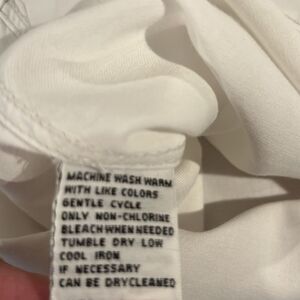 MACHINE WASH WARM
WITH LIKE COLORS
GENTLE CYCLE
ONLY NON-CHLORINE
BLEACH WHEN NEEDED
TUMBLE DRY LOW
COOL IRON
IF NECESSARY
CAN BE DRYCLEANED